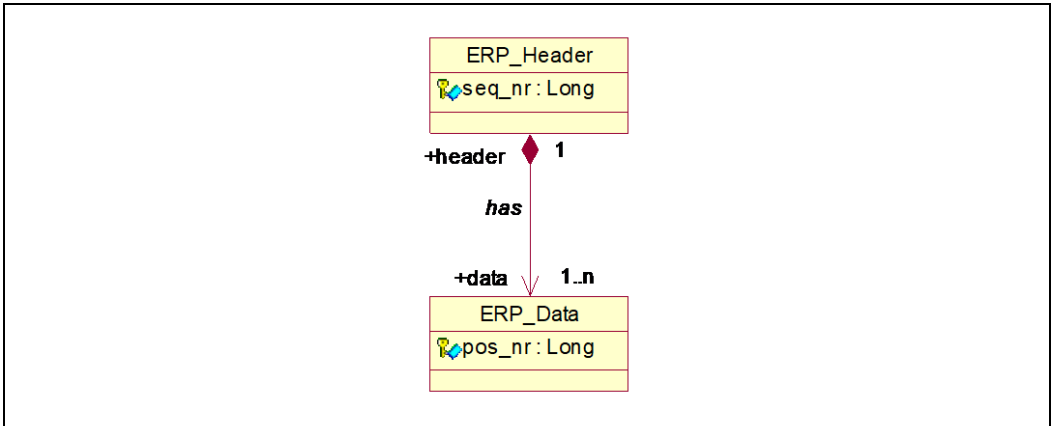 ERP_Header
seq_nr : Long
+header 1
has
+data 1..n
ERP_Data
pos_nr : Long